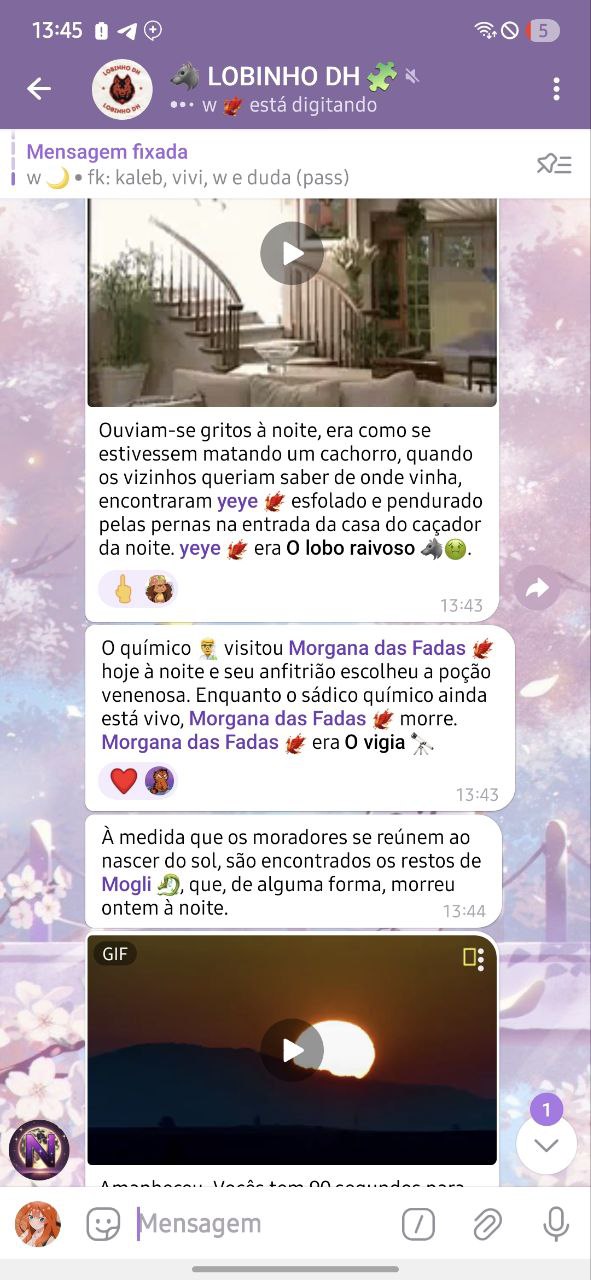 13:45
5
LOBINHO DH
LOBINHO DH
🐺 LOBINHO DH 🧩
w está digitando
Mensagem fixada
w 🌙 • fk: kaleb, vivi, w e duda (pass)
Ouviam-se gritos à noite, era como se
estivessem matando um cachorro, quando
os vizinhos queriam saber de onde vinha,
encontraram yeye esfolado e pendurado
pelas pernas na entrada da casa do caçador
da noite. yeye era O lobo raivoso 🐺🤢.
13:43
O químico 👨‍🔬 visitou Morgana das Fadas
hoje à noite e seu anfitrião escolheu a poção
venenosa. Enquanto o sádico químico ainda
está vivo, Morgana das Fadas morre.
Morgana das Fadas era O vigia 🔭.
13:43
À medida que os moradores se reúnem ao
nascer do sol, são encontrados os restos de
Mogli 🐉, que, de alguma forma, morreu
ontem à noite.
13:44
GIF
1
N
Amanheceu. Vocês tem 90 segundos para
Mensagem